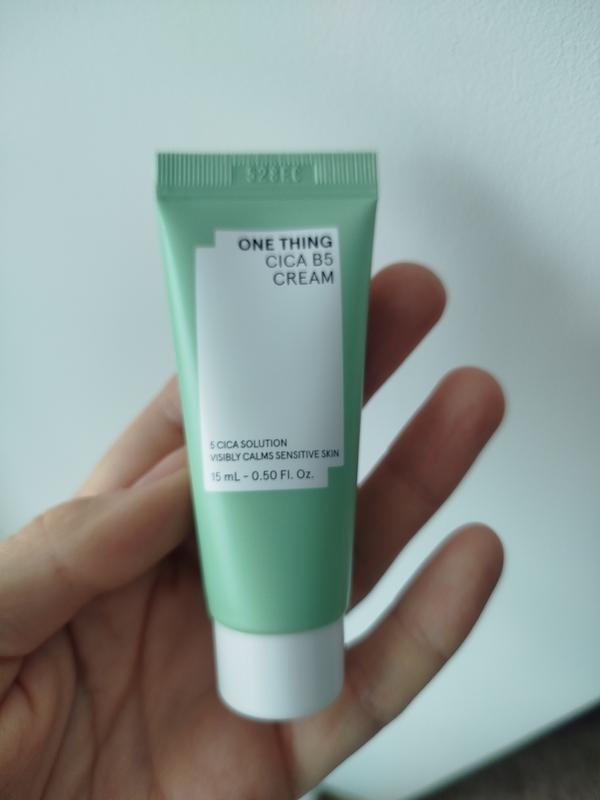 ONE THING
CICA B5
CREAM
5 CICA SOLUTION
VISIBLY CALMS SENSITIVE SKIN
15 mL - 0.50 Fl. Oz.